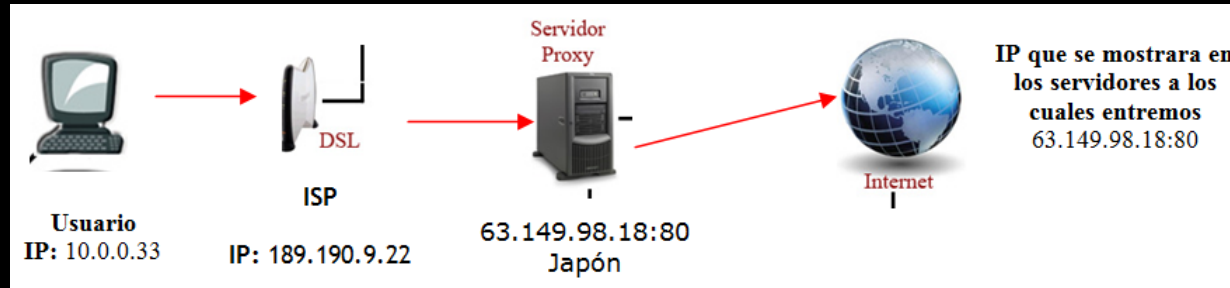 Usuario
IP: 10.0.0.33
DSL
ISP
IP: 189.190.9.22
Servidor
Proxy
63.149.98.18:80
Japón
Internet
IP que se mostrara en
los servidores a los
cuales entremos
63.149.98.18:80